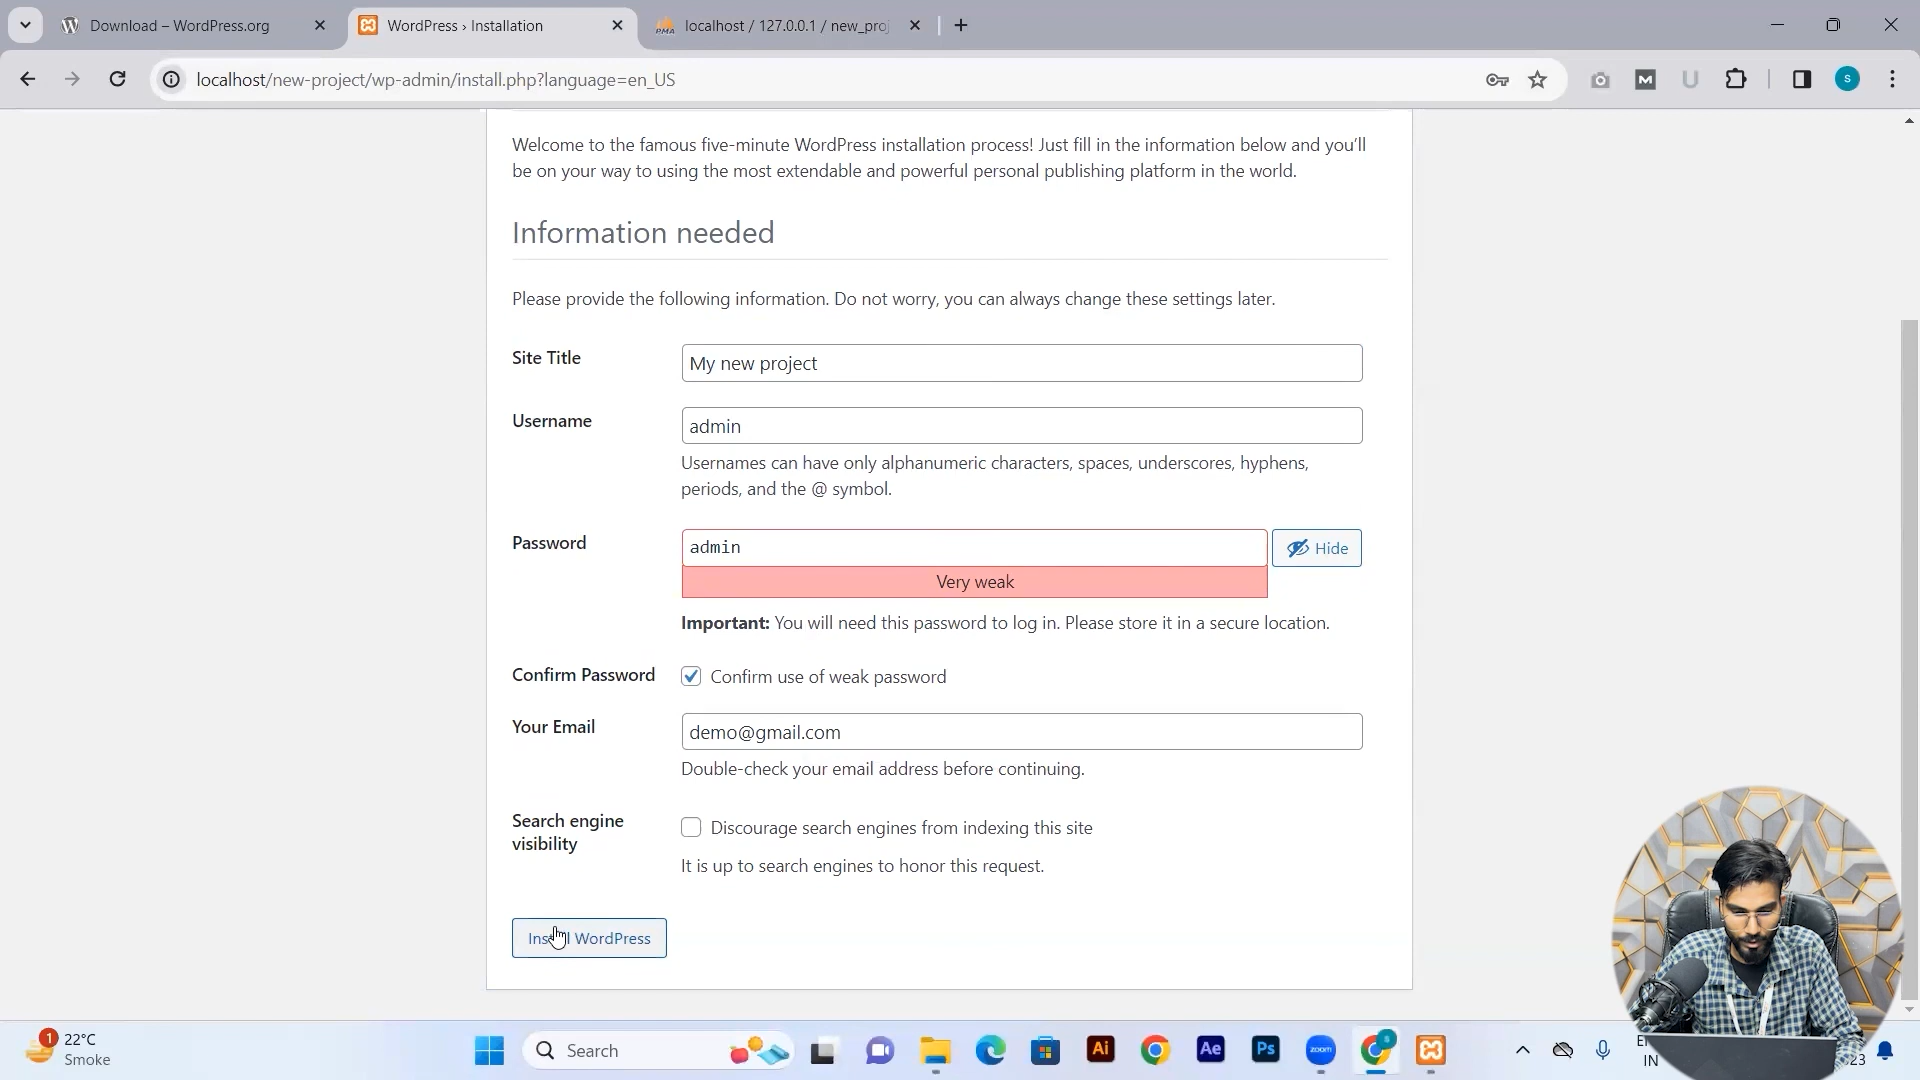 Download – WordPress.org
WordPress › Installation
PMA
localhost / 127.0.0.1 / new_proj
localhost/new-project/wp-admin/install.php?language=en_US
M
U
S
Welcome to the famous five-minute WordPress installation process! Just fill in the information below and you'll
be on your way to using the most extendable and powerful personal publishing platform in the world.
Information needed
Please provide the following information. Do not worry, you can always change these settings later.
Site Title
My new project
Username
admin
Usernames can have only alphanumeric characters, spaces, underscores, hyphens,
periods, and the @ symbol.
Password
admin
Hide
Very weak
Important: You will need this password to log in. Please store it in a secure location.
Confirm Password
Confirm use of weak password
Your Email
demo@gmail.com
Double-check your email address before continuing.
Search engine
visibility
Discourage search engines from indexing this site
It is up to search engines to honor this request.
Install WordPress
1
22°C
Smoke
Search
Ai
Ae
Ps
zoom
IN
23